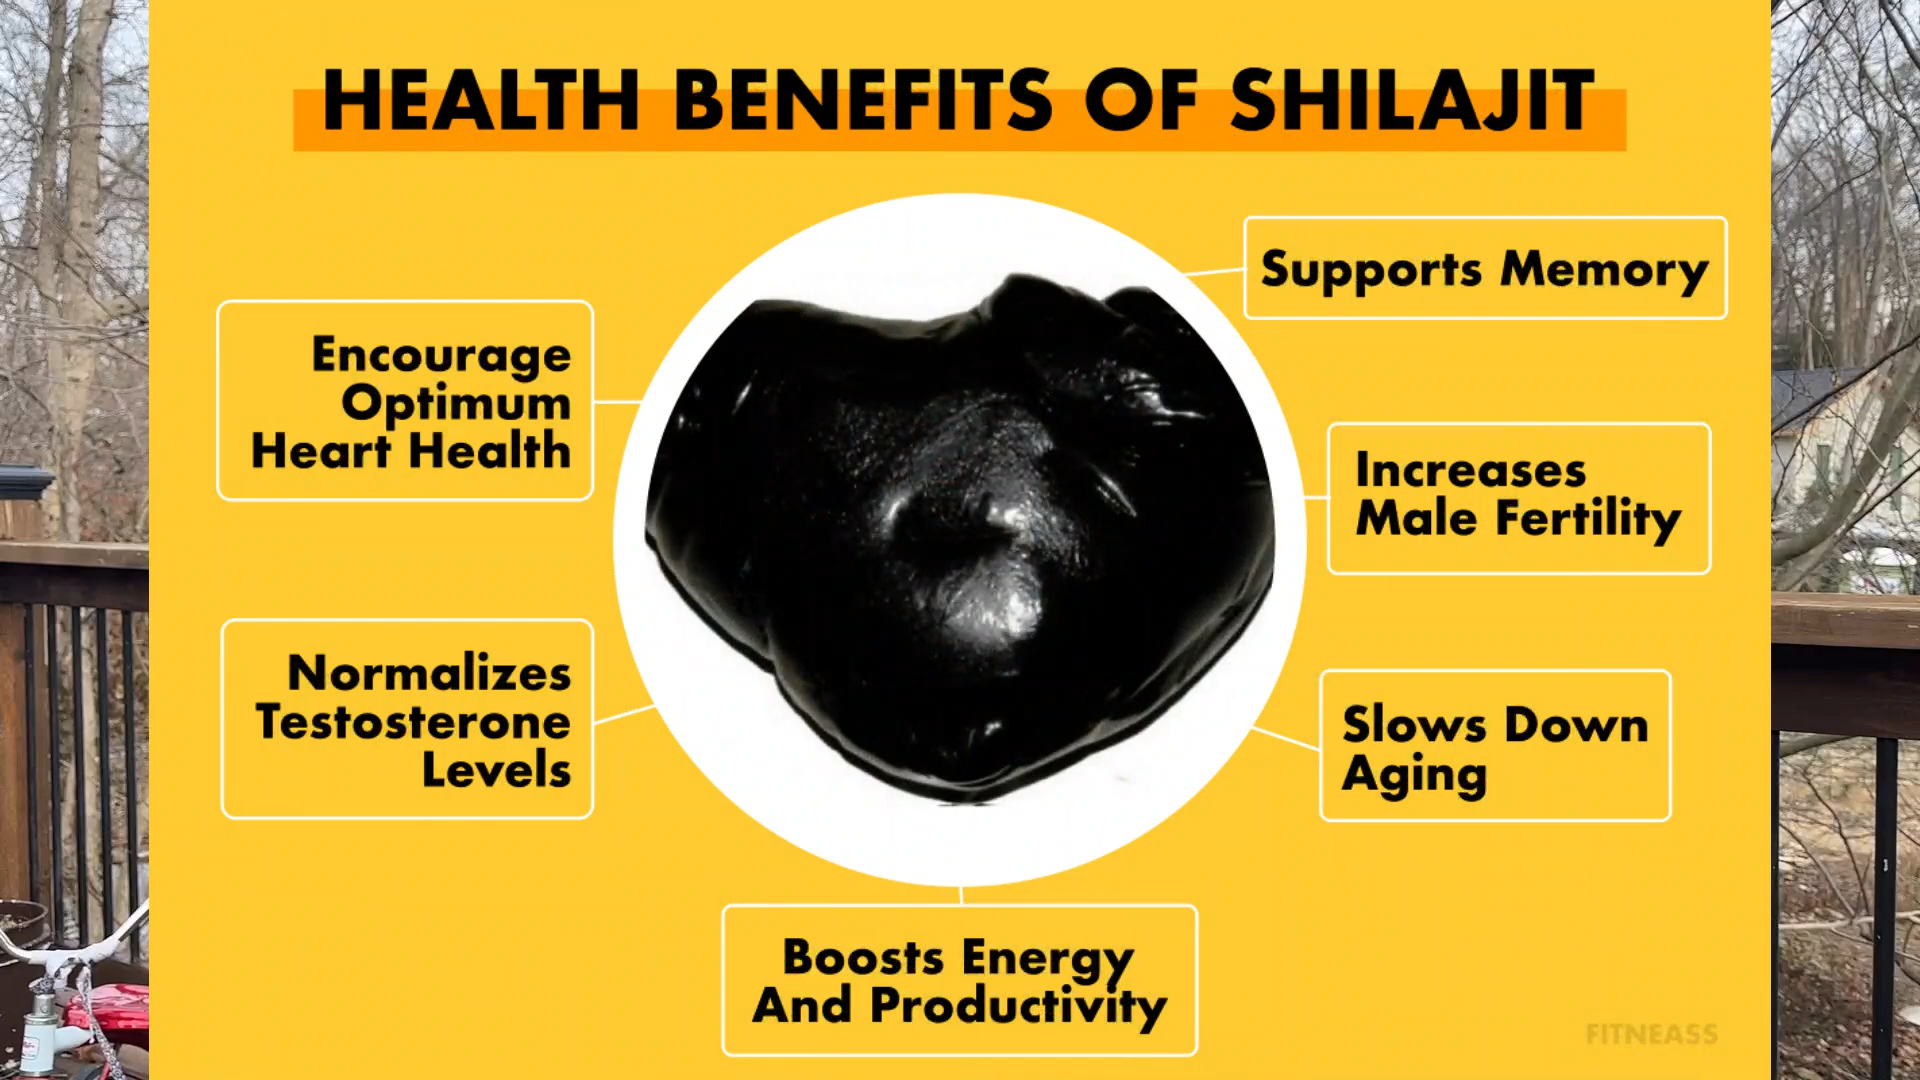 HEALTH BENEFITS OF SHILAJIT
Supports Memory
Encourage
Optimum
Heart Health
Increases
Male Fertility
Normalizes
Testosterone
Levels
Slows Down
Aging
Boosts Energy
And Productivity
FITNEASS